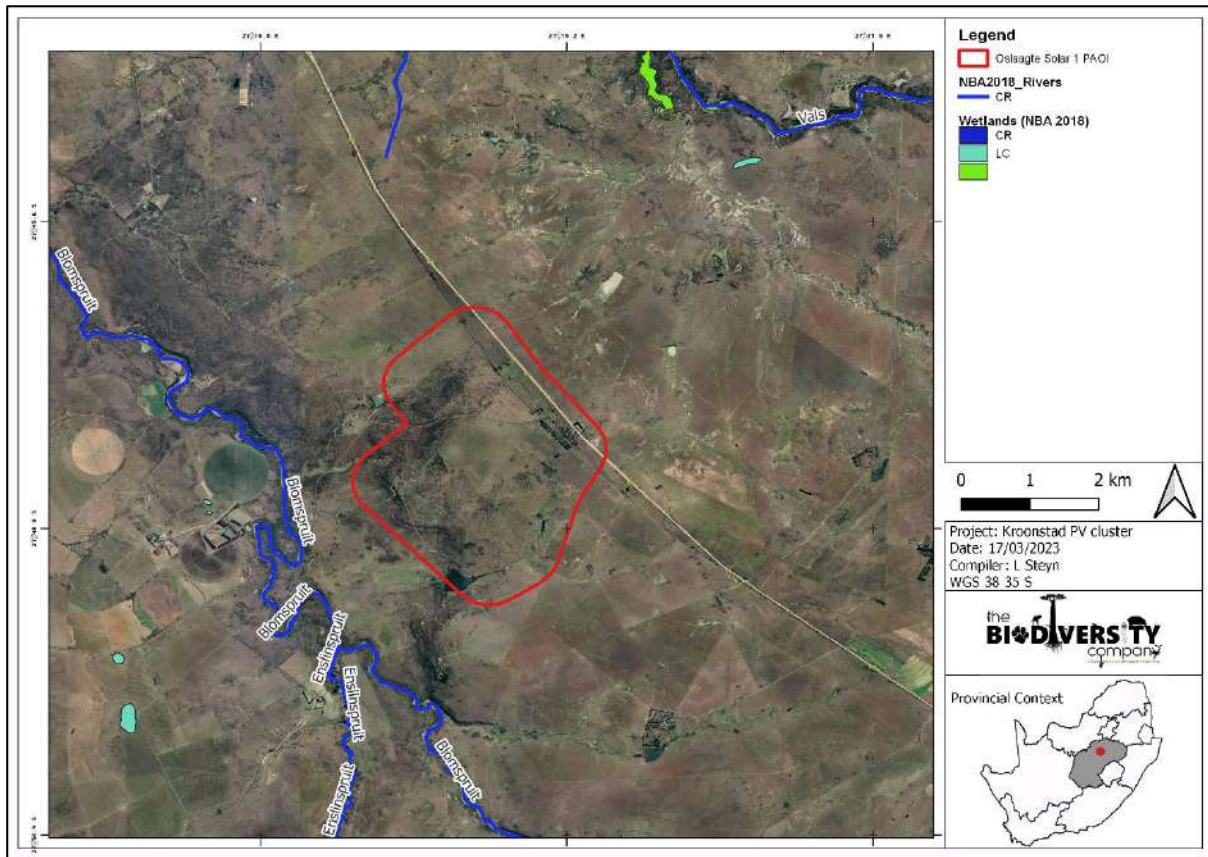 Legend
Oslaagte Solar 1 PAOI
NBA2018_Rivers
CR
Wetlands (NBA 2018)
CR
LC
Vals
Blomspruit
Blomspruit
Blomspruit
Enslinspruit
Enslinspruit
Enslinspruit
Blomspruit
0 1 2 km
Project: Kroonstad PV cluster
Date: 17/03/2023
Compiler: L Steyn
WGS 38 35 S
the
BIODIVERSITY
company
Provincial Context